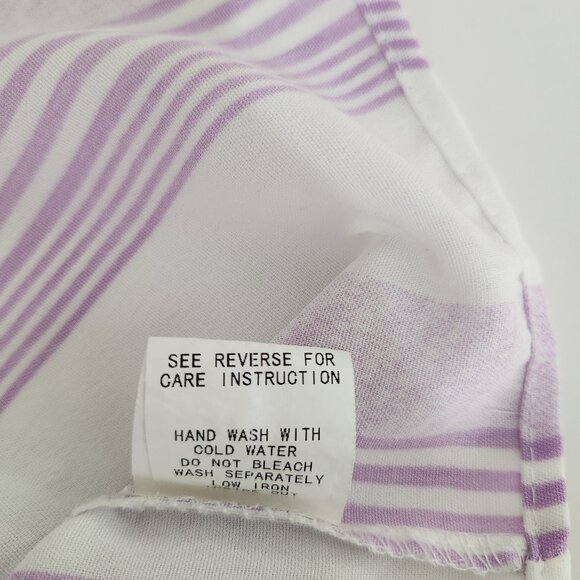 SEE REVERSE FOR
CARE INSTRUCTION
HAND WASH WITH
COLD WATER
DO NOT BLEACH
WASH SEPARATELY
LOW IRON